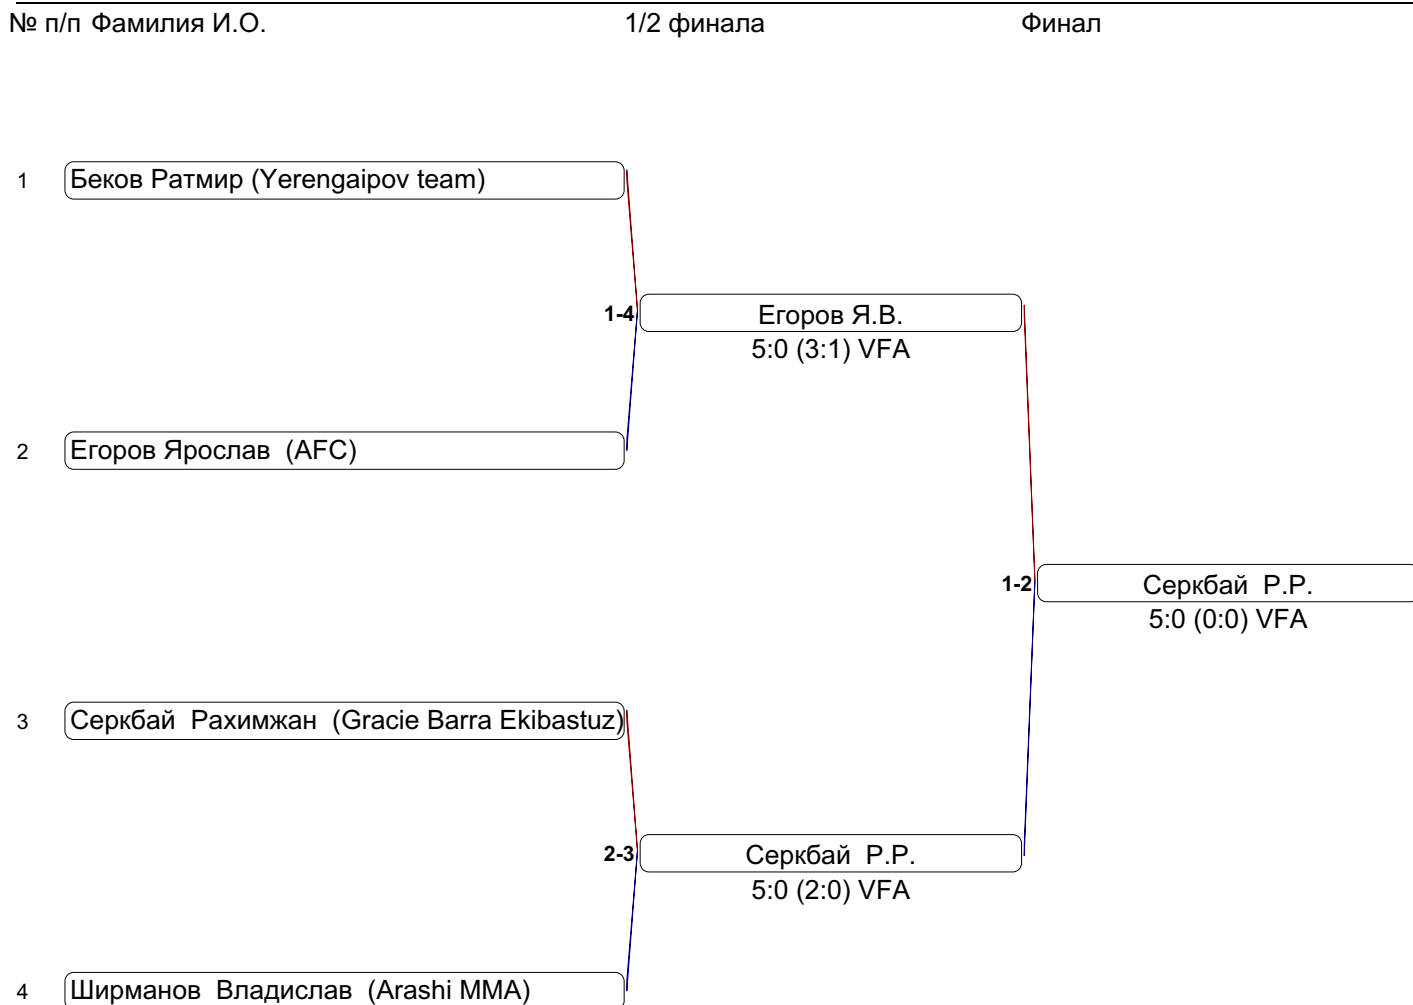 № п/п Фамилия И.О. 1/2 финала Финал
1 Беков Ратмир (Yerengaipov team)
1-4 Егоров Я.В.
5:0 (3:1) VFA
2 Егоров Ярослав (AFC)
1-2 Серкбай Р.Р.
5:0 (0:0) VFA
3 Серкбай Рахимжан (Gracie Barra Ekibastuz)
2-3 Серкбай Р.Р.
5:0 (2:0) VFA
4 Ширманов Владислав (Arashi MMA)